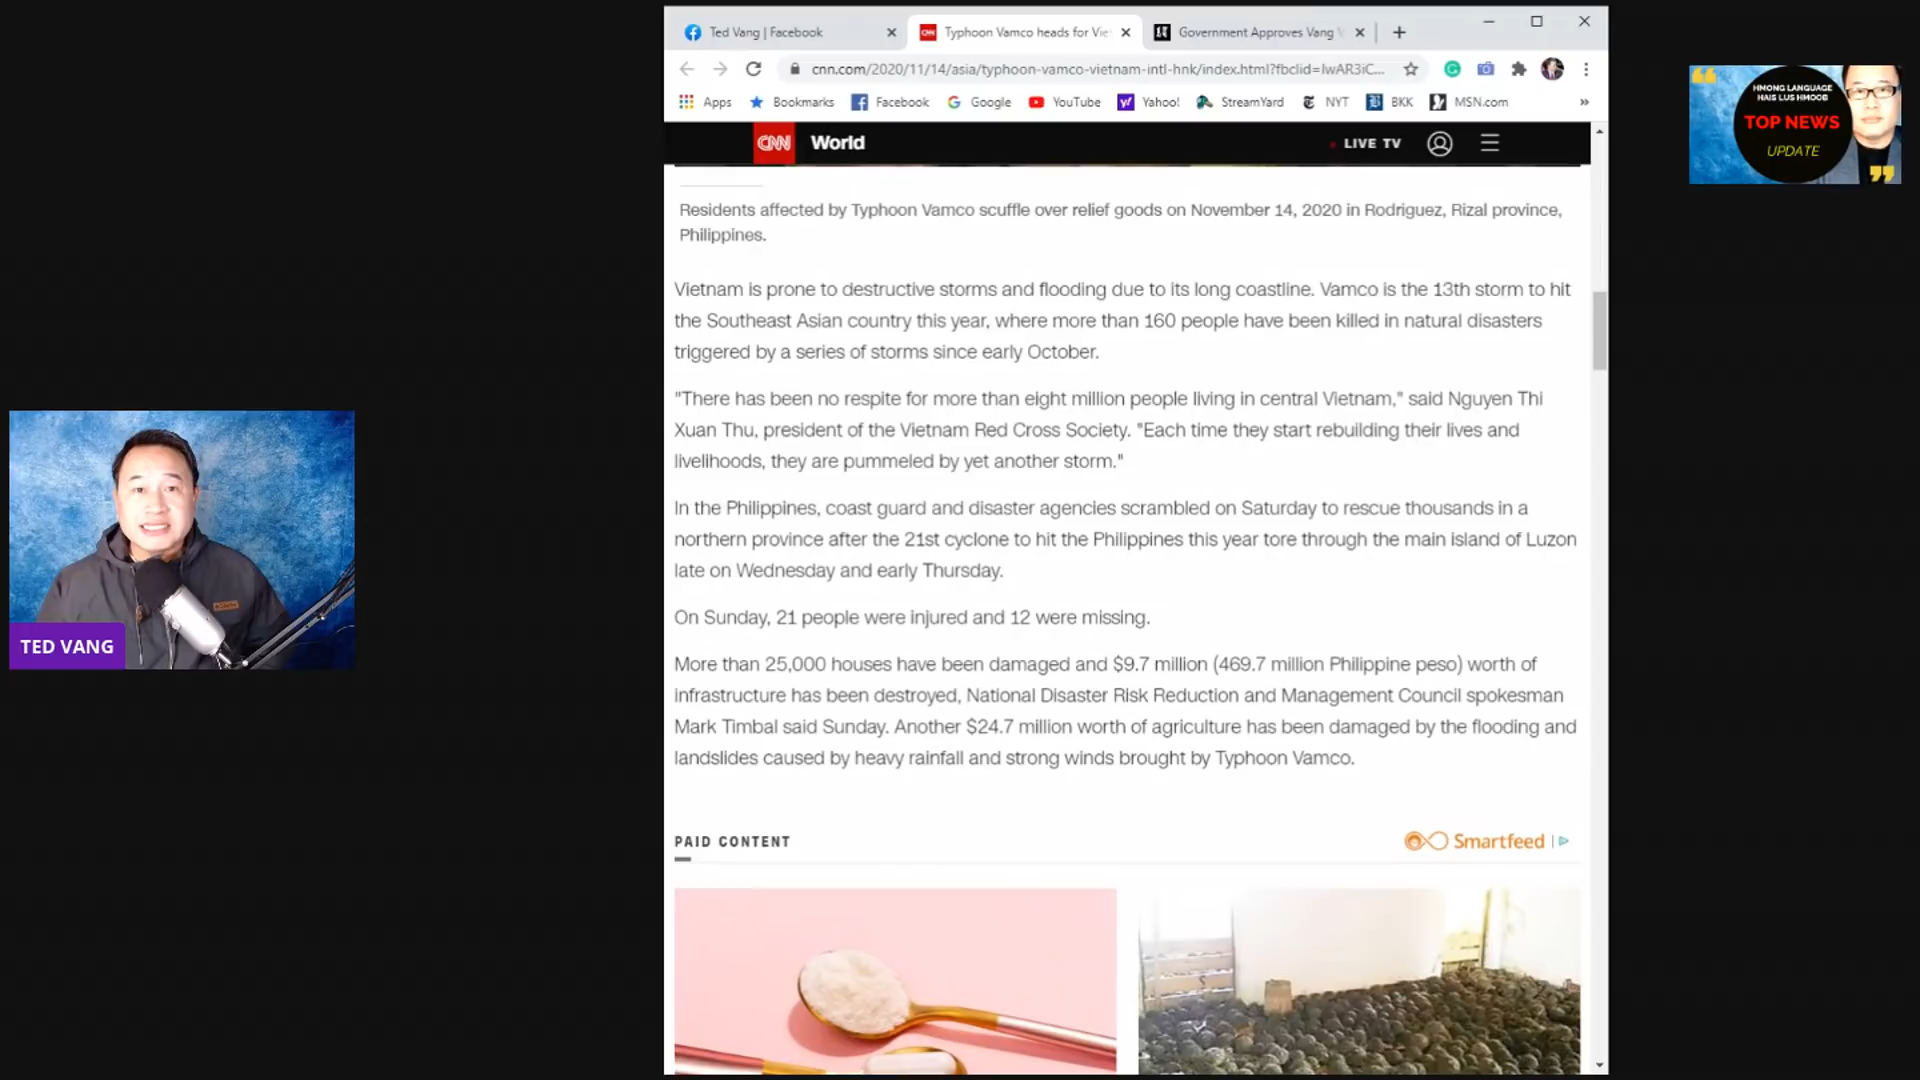 Ted Vang | Facebook
Typhoon Vamco heads for Vie
Government Approves Vang V
cnn.com/2020/11/14/asia/typhoon-vamco-vietnam-intl-hnk/index.html?fbclid=IwAR3iC...
Apps
Bookmarks
Facebook
Google
YouTube
Yahoo!
StreamYard
NYT
BKK
MSN.com
»
HMONG LANGUAGE
HAIS LUS HMOOB
TOP NEWS
UPDATE
CNN World
LIVE TV
Residents affected by Typhoon Vamco scuffle over relief goods on November 14, 2020 in Rodriguez, Rizal province,
Philippines.
Vietnam is prone to destructive storms and flooding due to its long coastline. Vamco is the 13th storm to hit
the Southeast Asian country this year, where more than 160 people have been killed in natural disasters
triggered by a series of storms since early October.
"There has been no respite for more than eight million people living in central Vietnam," said Nguyen Thi
Xuan Thu, president of the Vietnam Red Cross Society. "Each time they start rebuilding their lives and
livelihoods, they are pummeled by yet another storm."
In the Philippines, coast guard and disaster agencies scrambled on Saturday to rescue thousands in a
northern province after the 21st cyclone to hit the Philippines this year tore through the main island of Luzon
late on Wednesday and early Thursday.
On Sunday, 21 people were injured and 12 were missing.
TED VANG
More than 25,000 houses have been damaged and $9.7 million (469.7 million Philippine peso) worth of
infrastructure has been destroyed, National Disaster Risk Reduction and Management Council spokesman
Mark Timbal said Sunday. Another $24.7 million worth of agriculture has been damaged by the flooding and
landslides caused by heavy rainfall and strong winds brought by Typhoon Vamco.
PAID CONTENT
Smartfeed